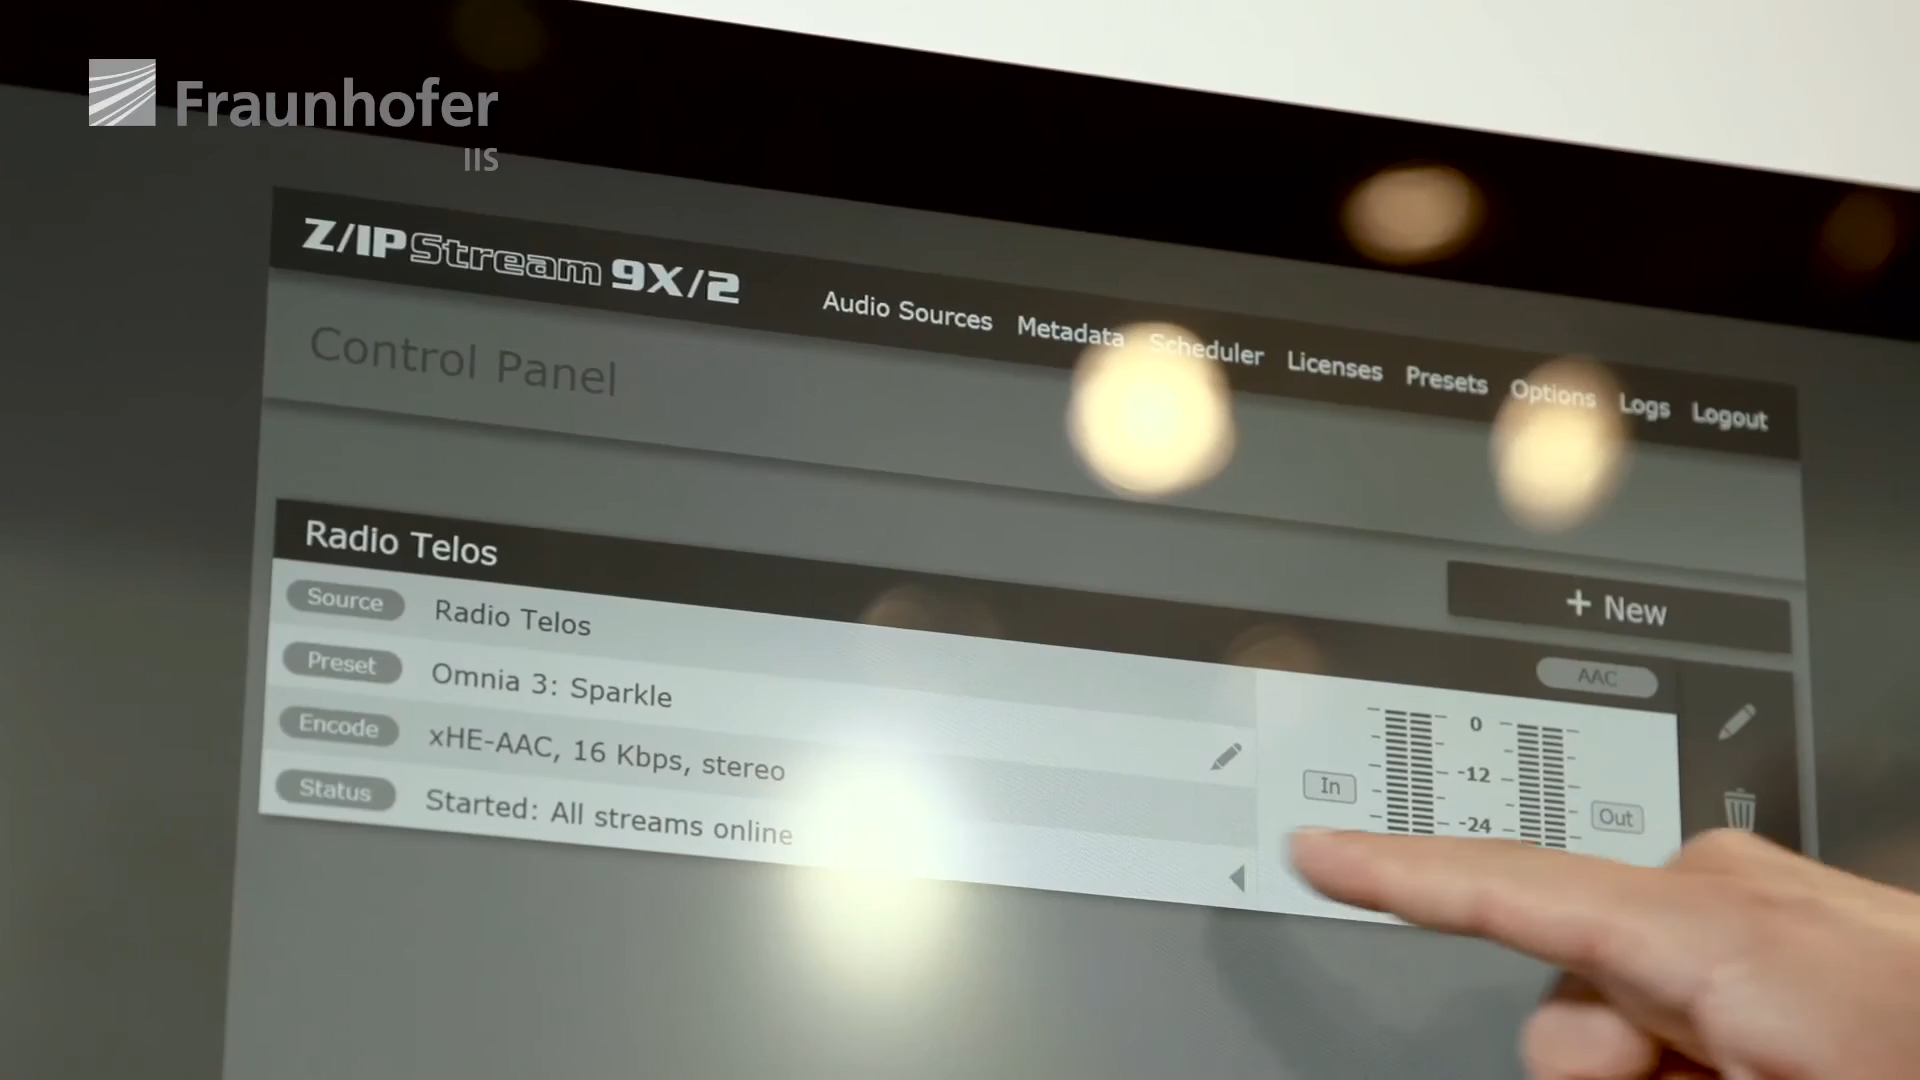 Fraunhofer
IIS
Z/IPStream 9X/2
Audio Sources Metadata Scheduler Licenses Presets Options Logs Logout
Control Panel
+ New
Radio Telos
AAC
Source Radio Telos
Preset Omnia 3: Sparkle
Encode xHE-AAC, 16 Kbps, stereo
Status Started: All streams online
0
-12
-24
In
Out